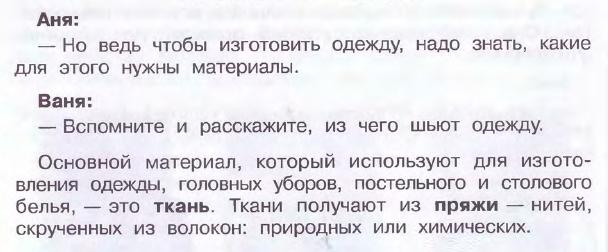 Аня:
— Но ведь чтобы изготовить одежду, надо знать, какие
для этого нужны материалы.
Ваня:
— Вспомните и расскажите, из чего шьют одежду.
Основной материал, который используют для изгото-
вления одежды, головных уборов, постельного и столового
белья, — это ткань. Ткани получают из пряжи — нитей,
скрученных из волокон: природных или химических.